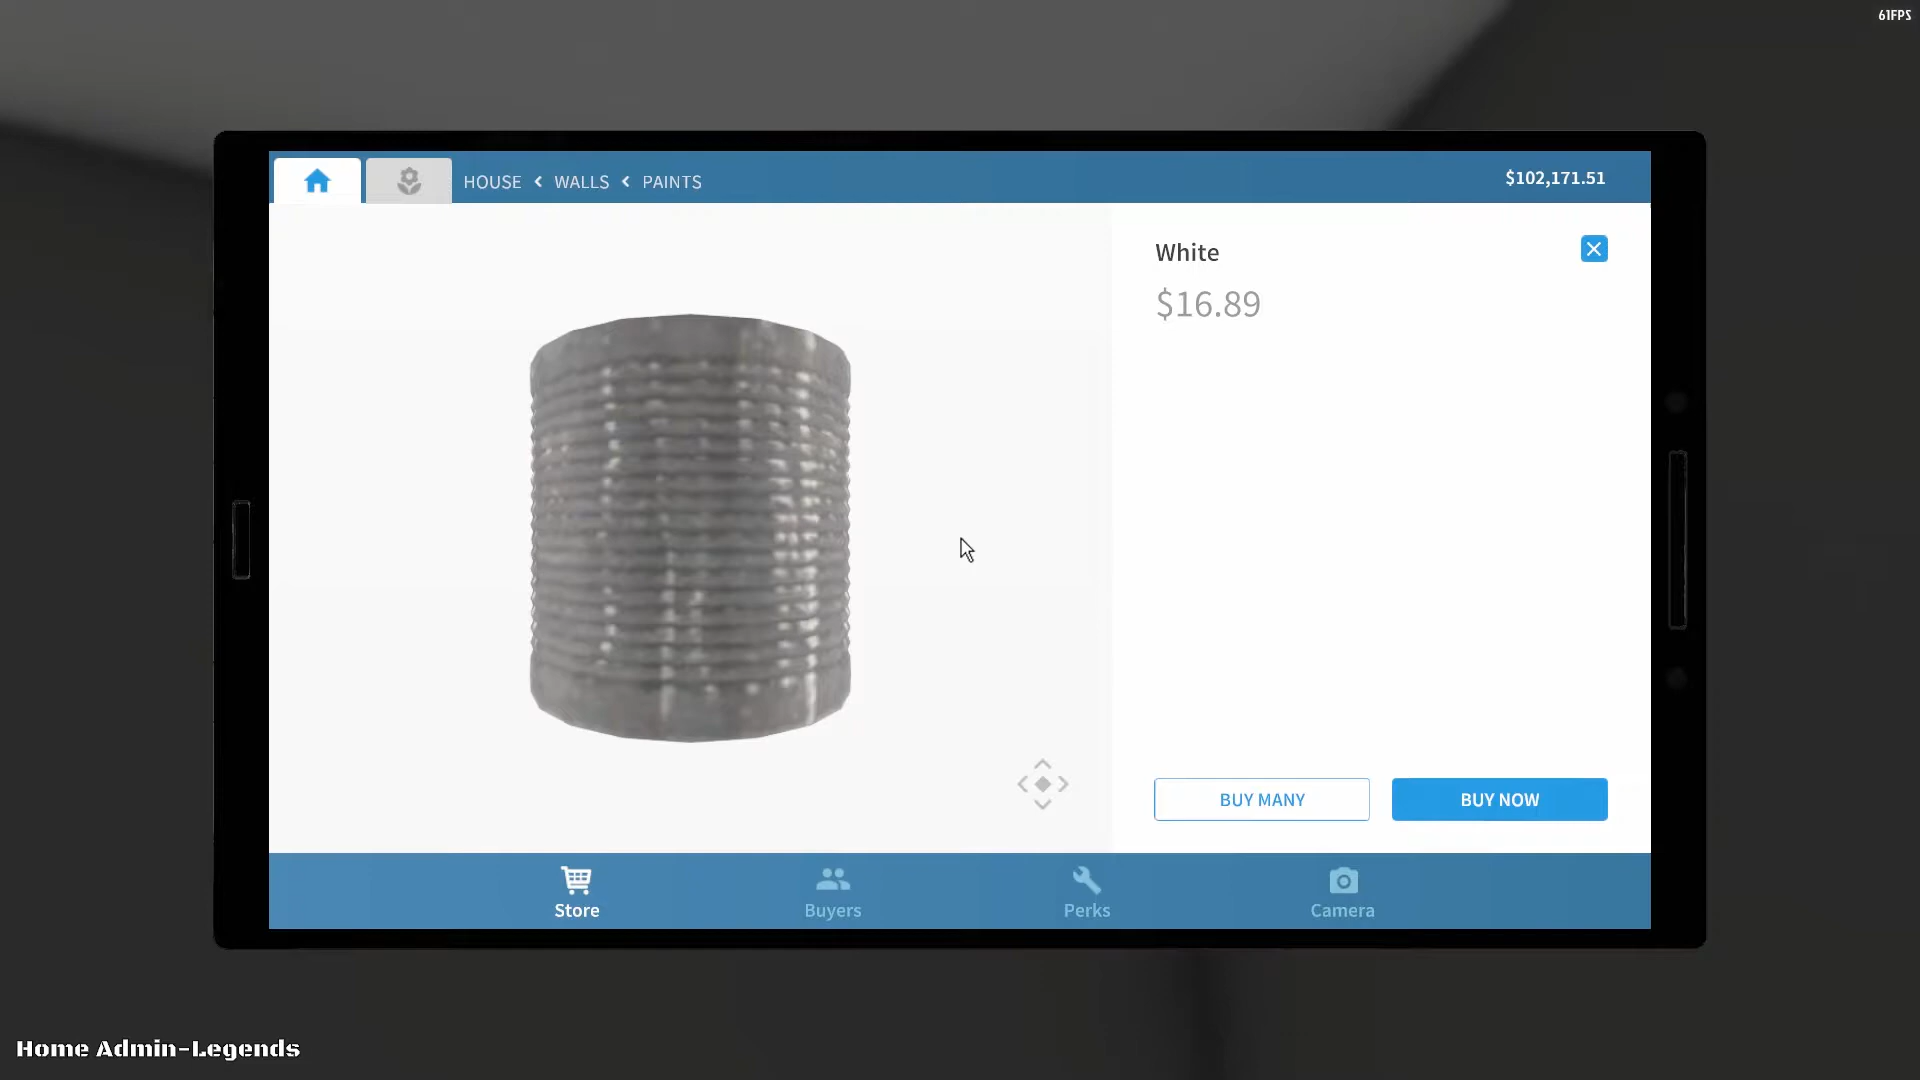 61FPS
HOUSE < WALLS < PAINTS
$102,171.51
White
$16.89
BUY MANY
BUY NOW
Store
Buyers
Perks
Camera
Home Admin-Legends